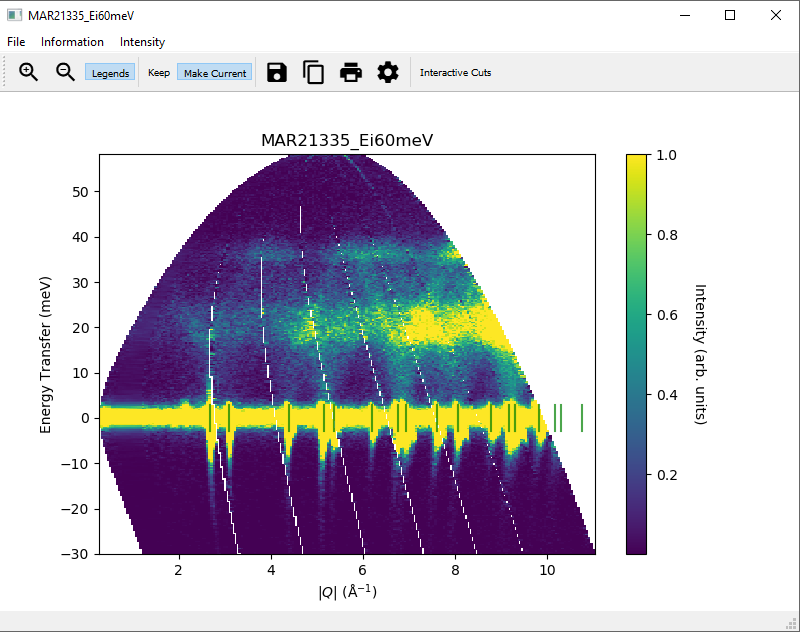 MAR21335_Ei60meV
File Information Intensity
Legends Keep Make Current Interactive Cuts
MAR21335_Ei60meV
50
40
30
20
10
0
−10
−20
−30
Energy Transfer (meV)
2 4 6 8 10
|Q| (Å⁻¹)
1.0
0.8
0.6
0.4
0.2
Intensity (arb. units)